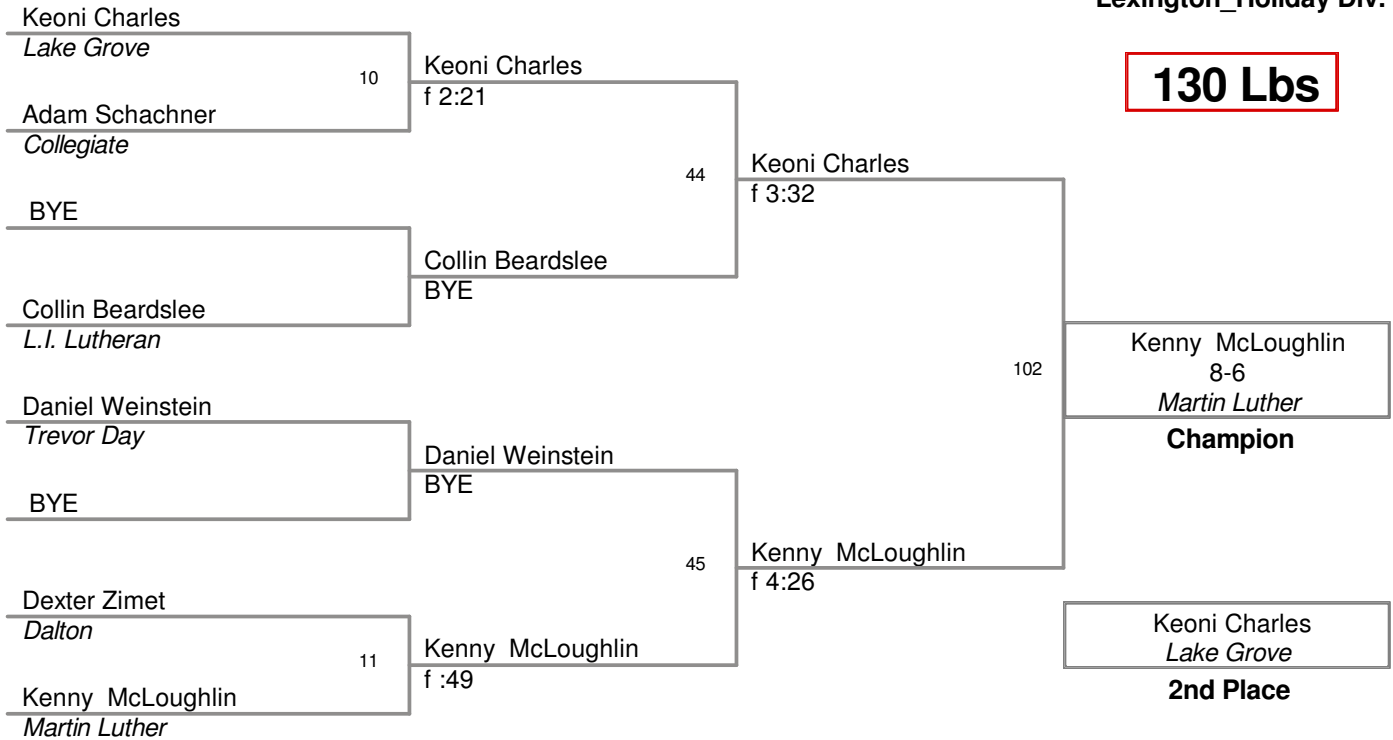 Lexington_Holiday Div.
130 Lbs
Keoni Charles
Lake Grove
10
Adam Schachner
Collegiate
Keoni Charles
f 2:21
BYE
Collin Beardslee
L.I. Lutheran
Collin Beardslee
BYE
44
Keoni Charles
f 3:32
Daniel Weinstein
Trevor Day
BYE
Daniel Weinstein
BYE
Dexter Zimet
Dalton
11
Kenny McLoughlin
Martin Luther
Kenny McLoughlin
f :49
45
Kenny McLoughlin
f 4:26
102
Kenny McLoughlin
8-6
Martin Luther
Champion
Keoni Charles
Lake Grove
2nd Place